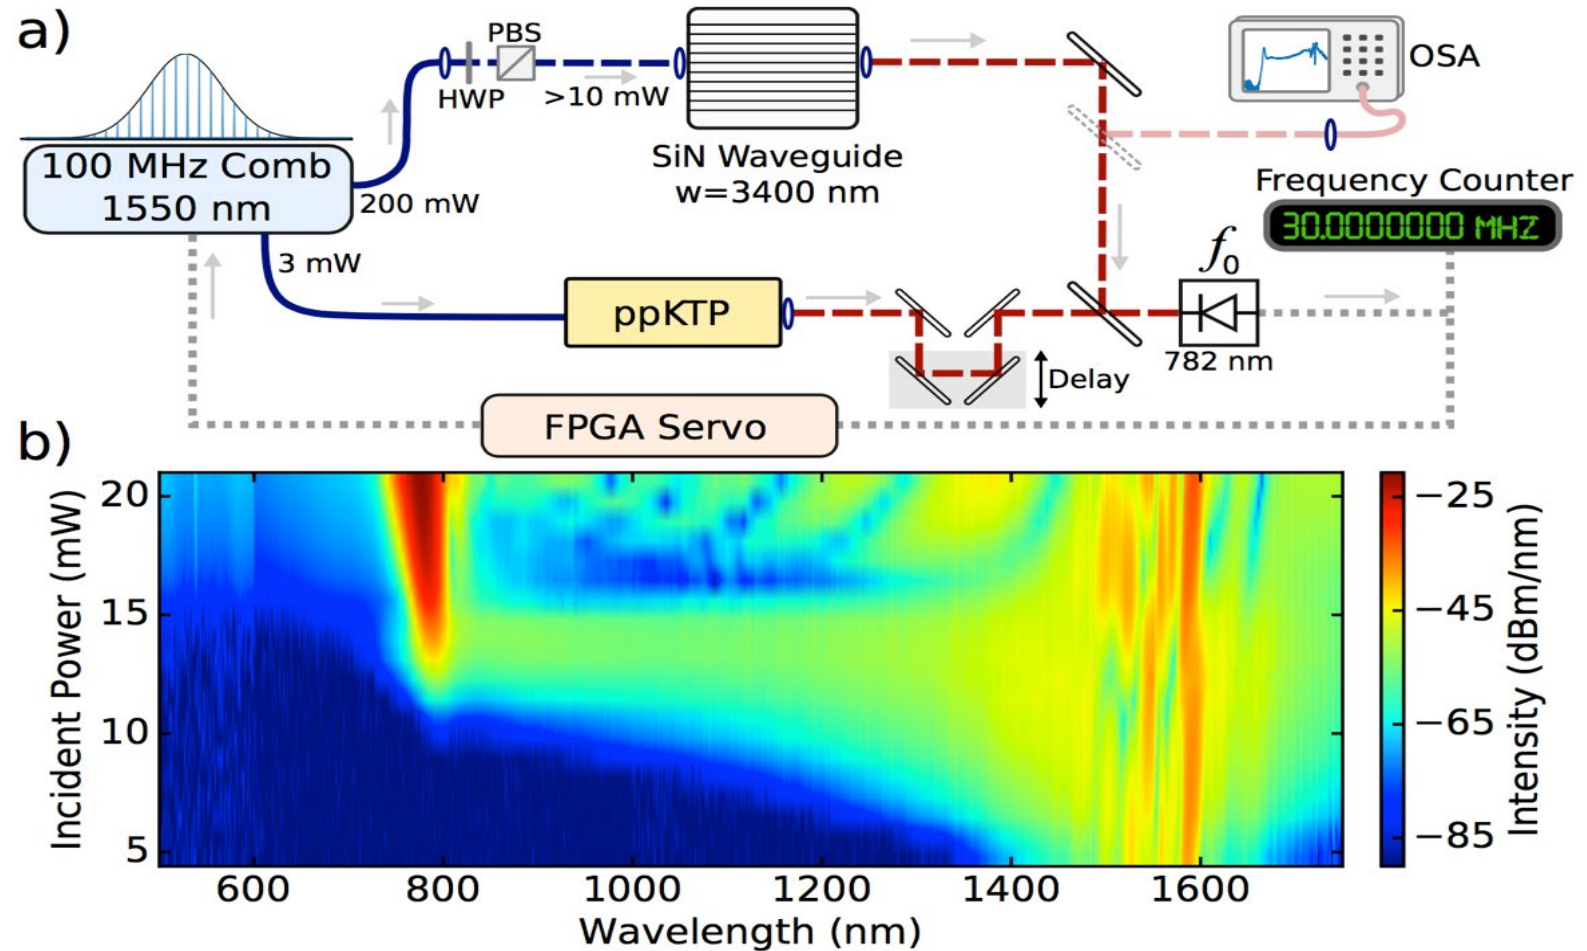 a)
PBS
HWP
>10 mW
SiN Waveguide
w=3400 nm
OSA
100 MHz Comb
1550 nm
200 mW
3 mW
ppKTP
Delay
Frequency Counter
30.0000000 MHZ
f0
782 nm
FPGA Servo
b)
Incident Power (mW)
20
15
10
5
600
800
1000
1200
1400
1600
Wavelength (nm)
−25
−45
−65
−85
Intensity (dBm/nm)